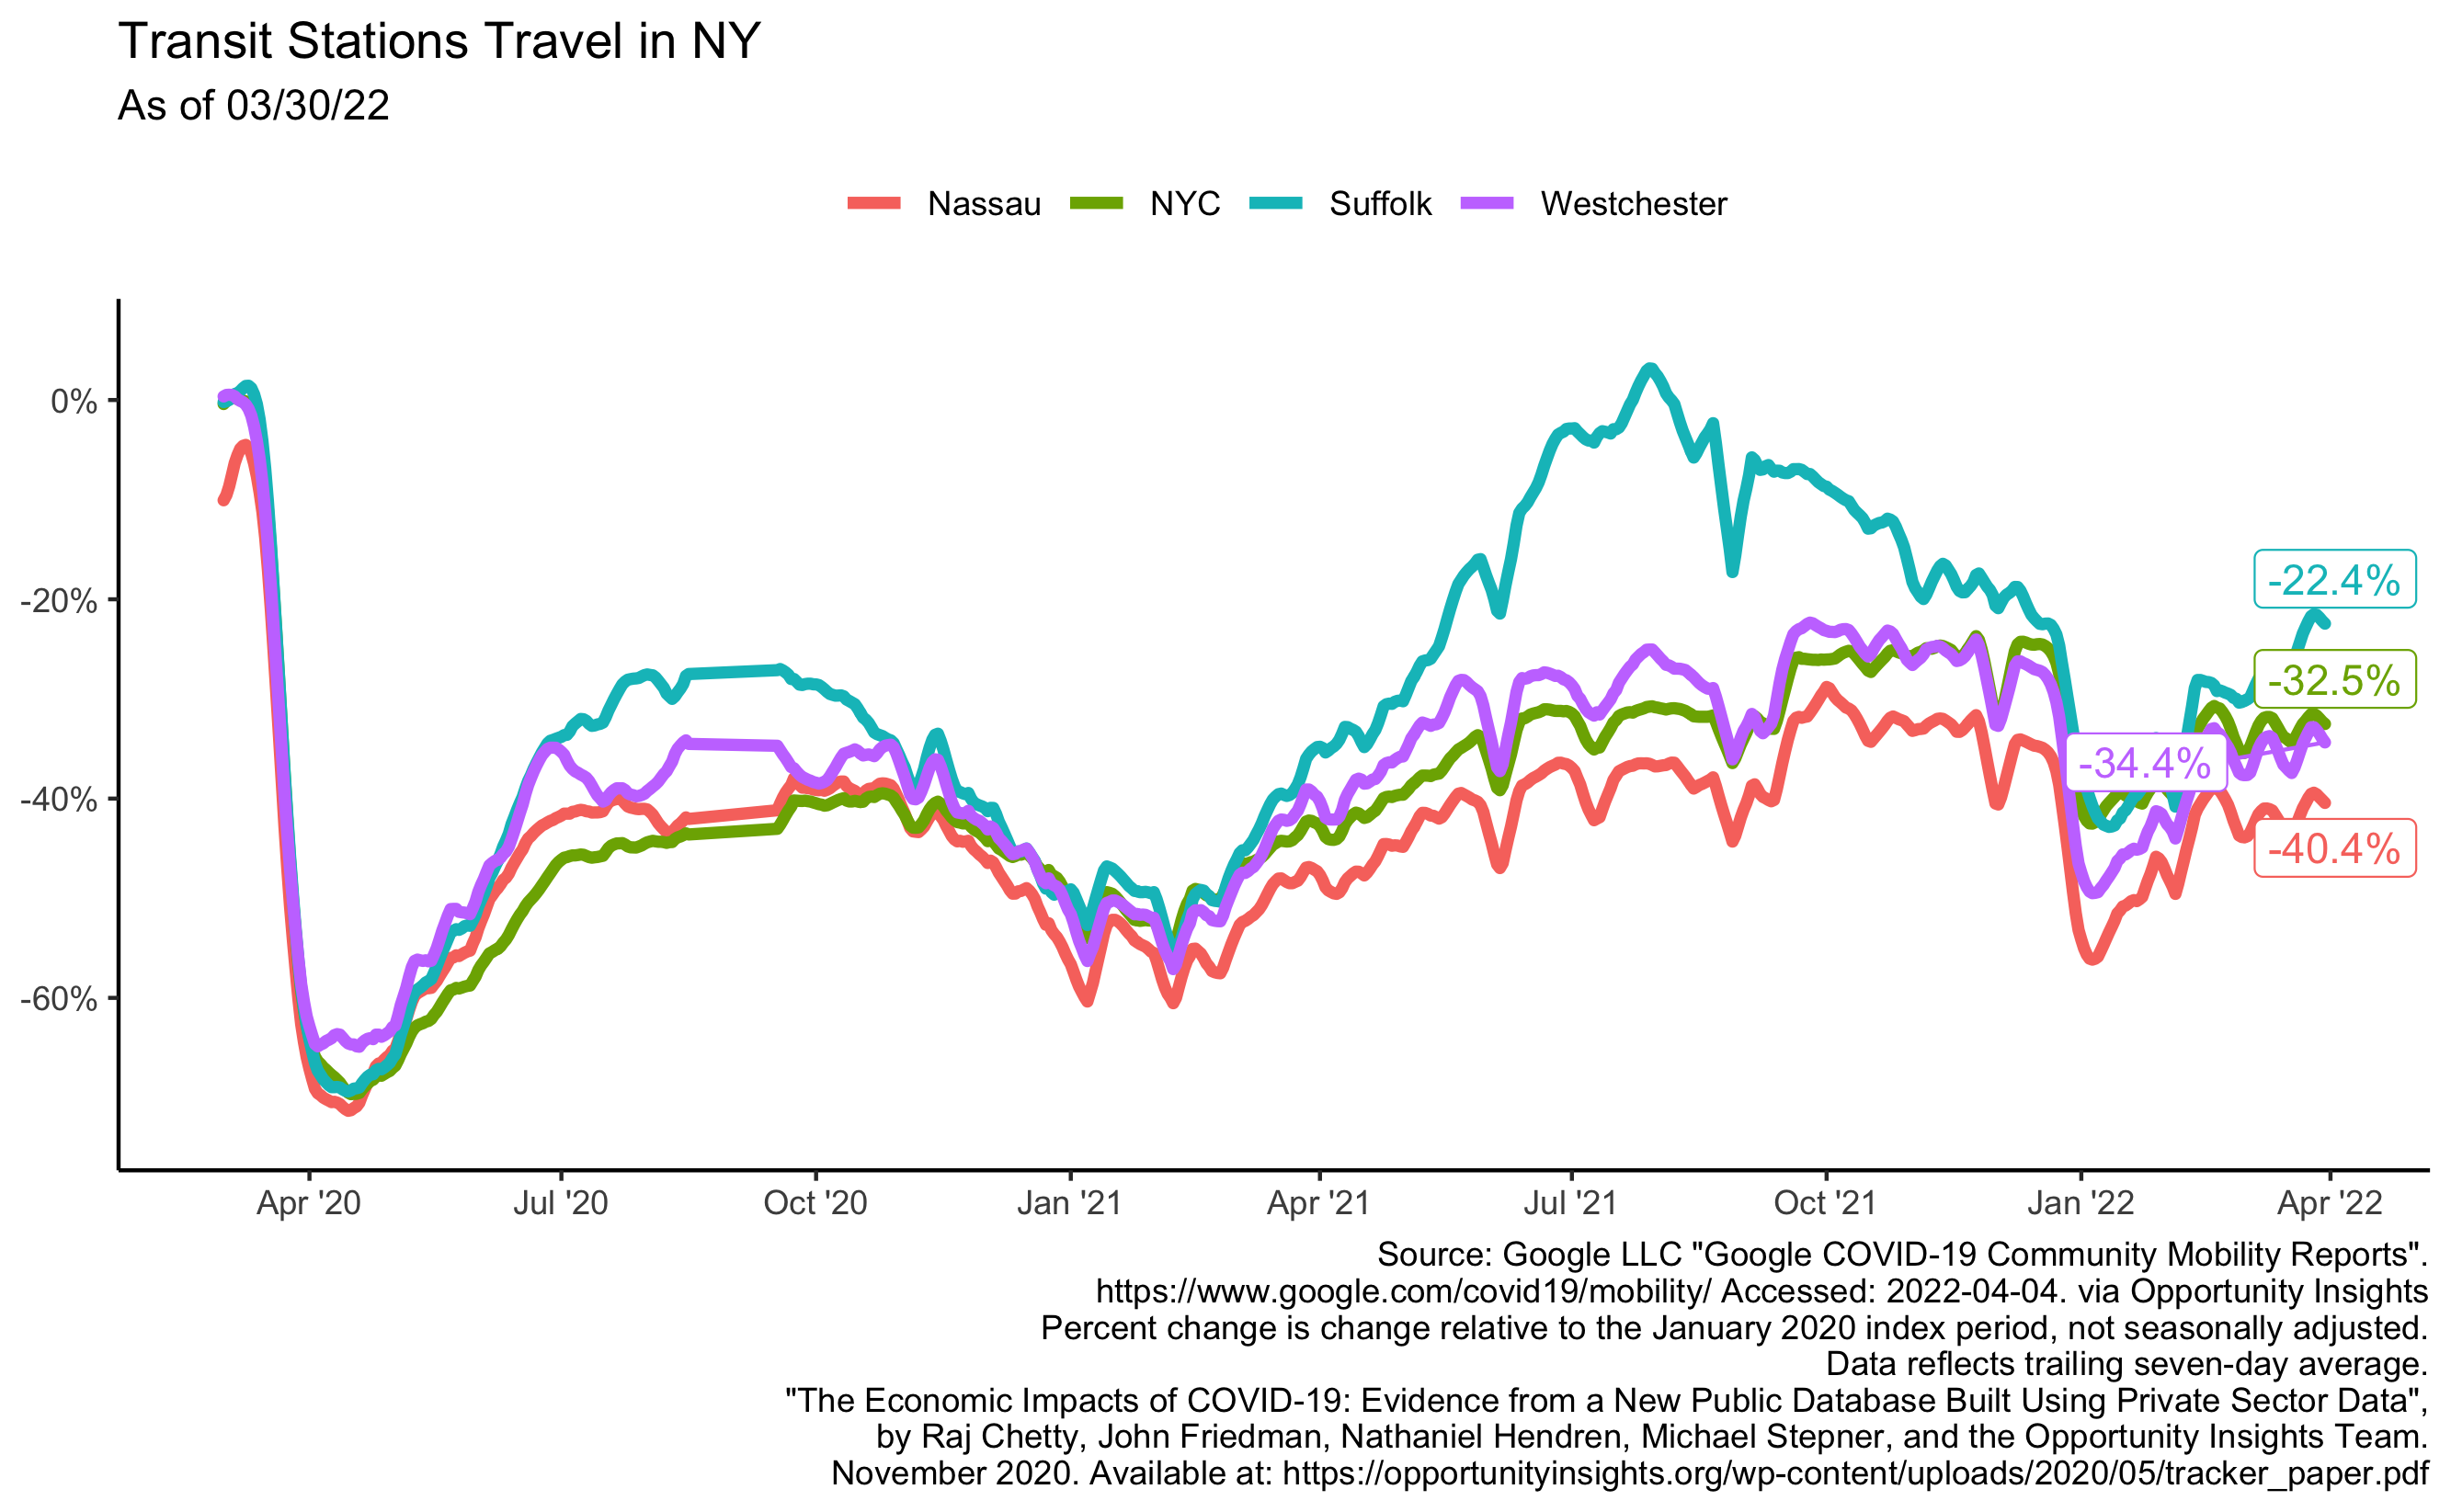 Transit Stations Travel in NY
As of 03/30/22
Nassau NYC Suffolk Westchester
0%
-20%
-40%
-60%
-22.4%
-32.5%
-34.4%
-40.4%
Apr '20 Jul '20 Oct '20 Jan '21 Apr '21 Jul '21 Oct '21 Jan '22 Apr '22
Source: Google LLC "Google COVID-19 Community Mobility Reports".
https://www.google.com/covid19/mobility/ Accessed: 2022-04-04. via Opportunity Insights
Percent change is change relative to the January 2020 index period, not seasonally adjusted.
Data reflects trailing seven-day average.
"The Economic Impacts of COVID-19: Evidence from a New Public Database Built Using Private Sector Data",
by Raj Chetty, John Friedman, Nathaniel Hendren, Michael Stepner, and the Opportunity Insights Team.
November 2020. Available at: https://opportunityinsights.org/wp-content/uploads/2020/05/tracker_paper.pdf